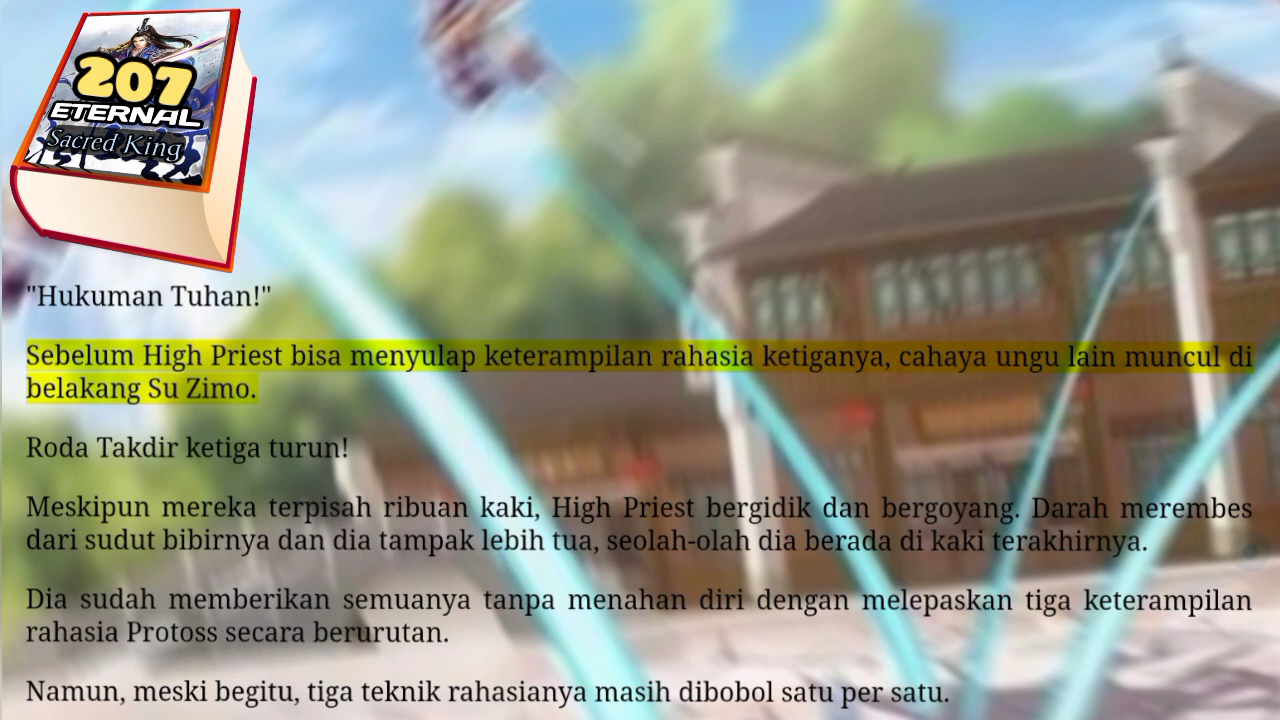 207
ETERNAL
Sacred King
"Hukuman Tuhan!"
Sebelum High Priest bisa menyulap keterampilan rahasia ketiganya, cahaya ungu lain muncul di
belakang Su Zimo.
Roda Takdir ketiga turun!
Meskipun mereka terpisah ribuan kaki, High Priest bergidik dan bergoyang. Darah merembes
dari sudut bibirnya dan dia tampak lebih tua, seolah-olah dia berada di kaki terakhirnya.
Dia sudah memberikan semuanya tanpa menahan diri dengan melepaskan tiga keterampilan
rahasia Protoss secara berurutan.
Namun, meski begitu, tiga teknik rahasianya masih dibobol satu per satu.